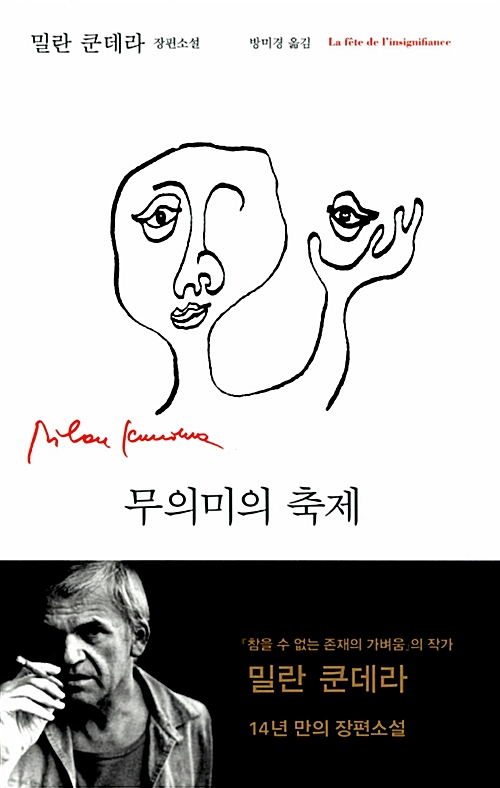 밀란 쿤데라 장편소설 방미경 옮김 La fête de l'insignifiance
Milan Kundera
무의미의 축제
『참을 수 없는 존재의 가벼움』의 작가
밀란 쿤데라
14년 만의 장편소설